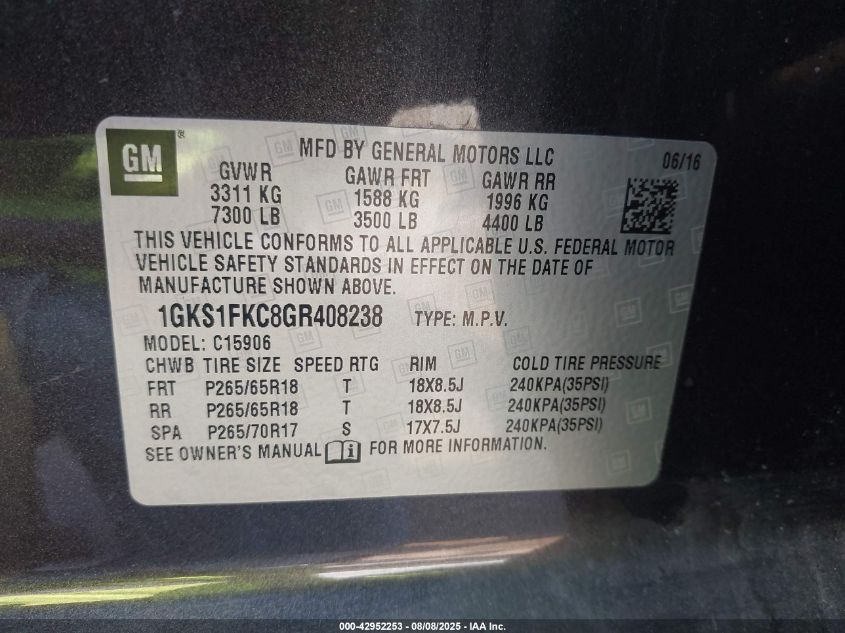 GM ® MFD BY GENERAL MOTORS LLC 06/16
GVWR GAWR FRT GAWR RR
3311 KG 1588 KG 1996 KG
7300 LB 3500 LB 4400 LB
THIS VEHICLE CONFORMS TO ALL APPLICABLE U.S. FEDERAL MOTOR
VEHICLE SAFETY STANDARDS IN EFFECT ON THE DATE OF
MANUFACTURE SHOWN ABOVE.
1GKS1FKC8GR408238 TYPE: M.P.V.
MODEL: C15906
CHWB TIRE SIZE SPEED RTG RIM COLD TIRE PRESSURE
FRT P265/65R18 T 18X8.5J 240KPA(35PSI)
RR P265/65R18 T 18X8.5J 240KPA(35PSI)
SPA P265/70R17 S 17X7.5J 240KPA(35PSI)
SEE OWNER'S MANUAL FOR MORE INFORMATION.
000-42952253 - 08/08/2025 - IAA Inc.